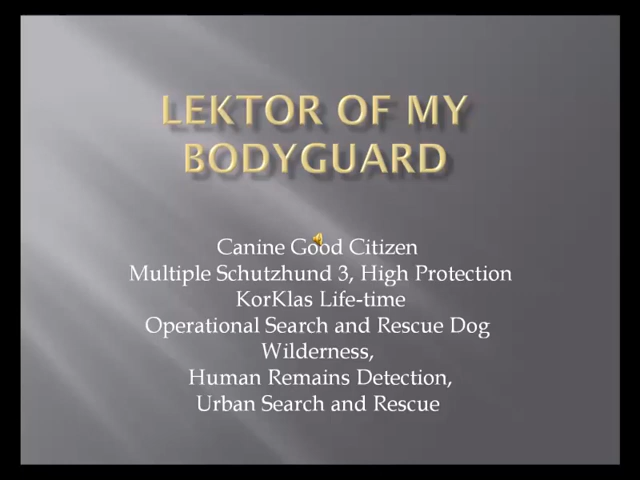 LEKTOR OF MY
BODYGUARD
Canine Good Citizen
Multiple Schutzhund 3, High Protection
KorKlas Life-time
Operational Search and Rescue Dog
Wilderness,
Human Remains Detection,
Urban Search and Rescue